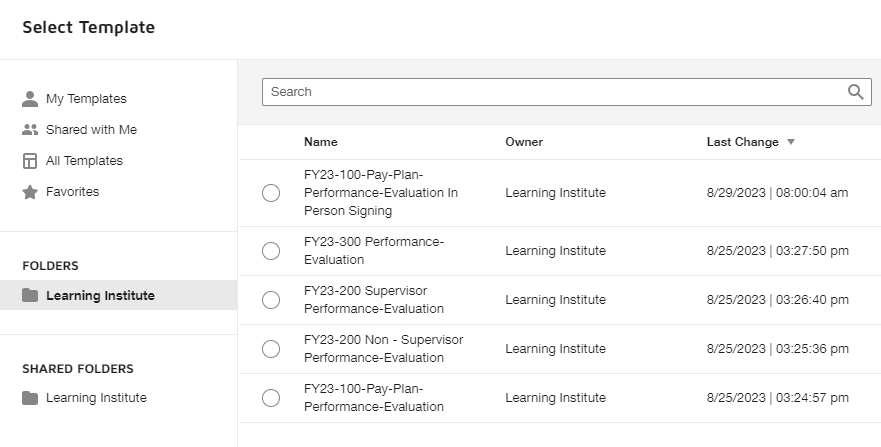 Select Template
My Templates
Shared with Me
All Templates
Favorites
FOLDERS
Learning Institute
SHARED FOLDERS
Learning Institute
Search
Name Owner Last Change
FY23-100-Pay-Plan-
Performance-Evaluation In
Person Signing
Learning Institute
8/29/2023 | 08:00:04 am
FY23-300 Performance-
Evaluation
Learning Institute
8/25/2023 | 03:27:50 pm
FY23-200 Supervisor
Performance-Evaluation
Learning Institute
8/25/2023 | 03:26:40 pm
FY23-200 Non - Supervisor
Performance-Evaluation
Learning Institute
8/25/2023 | 03:25:36 pm
FY23-100-Pay-Plan-
Performance-Evaluation
Learning Institute
8/25/2023 | 03:24:57 pm